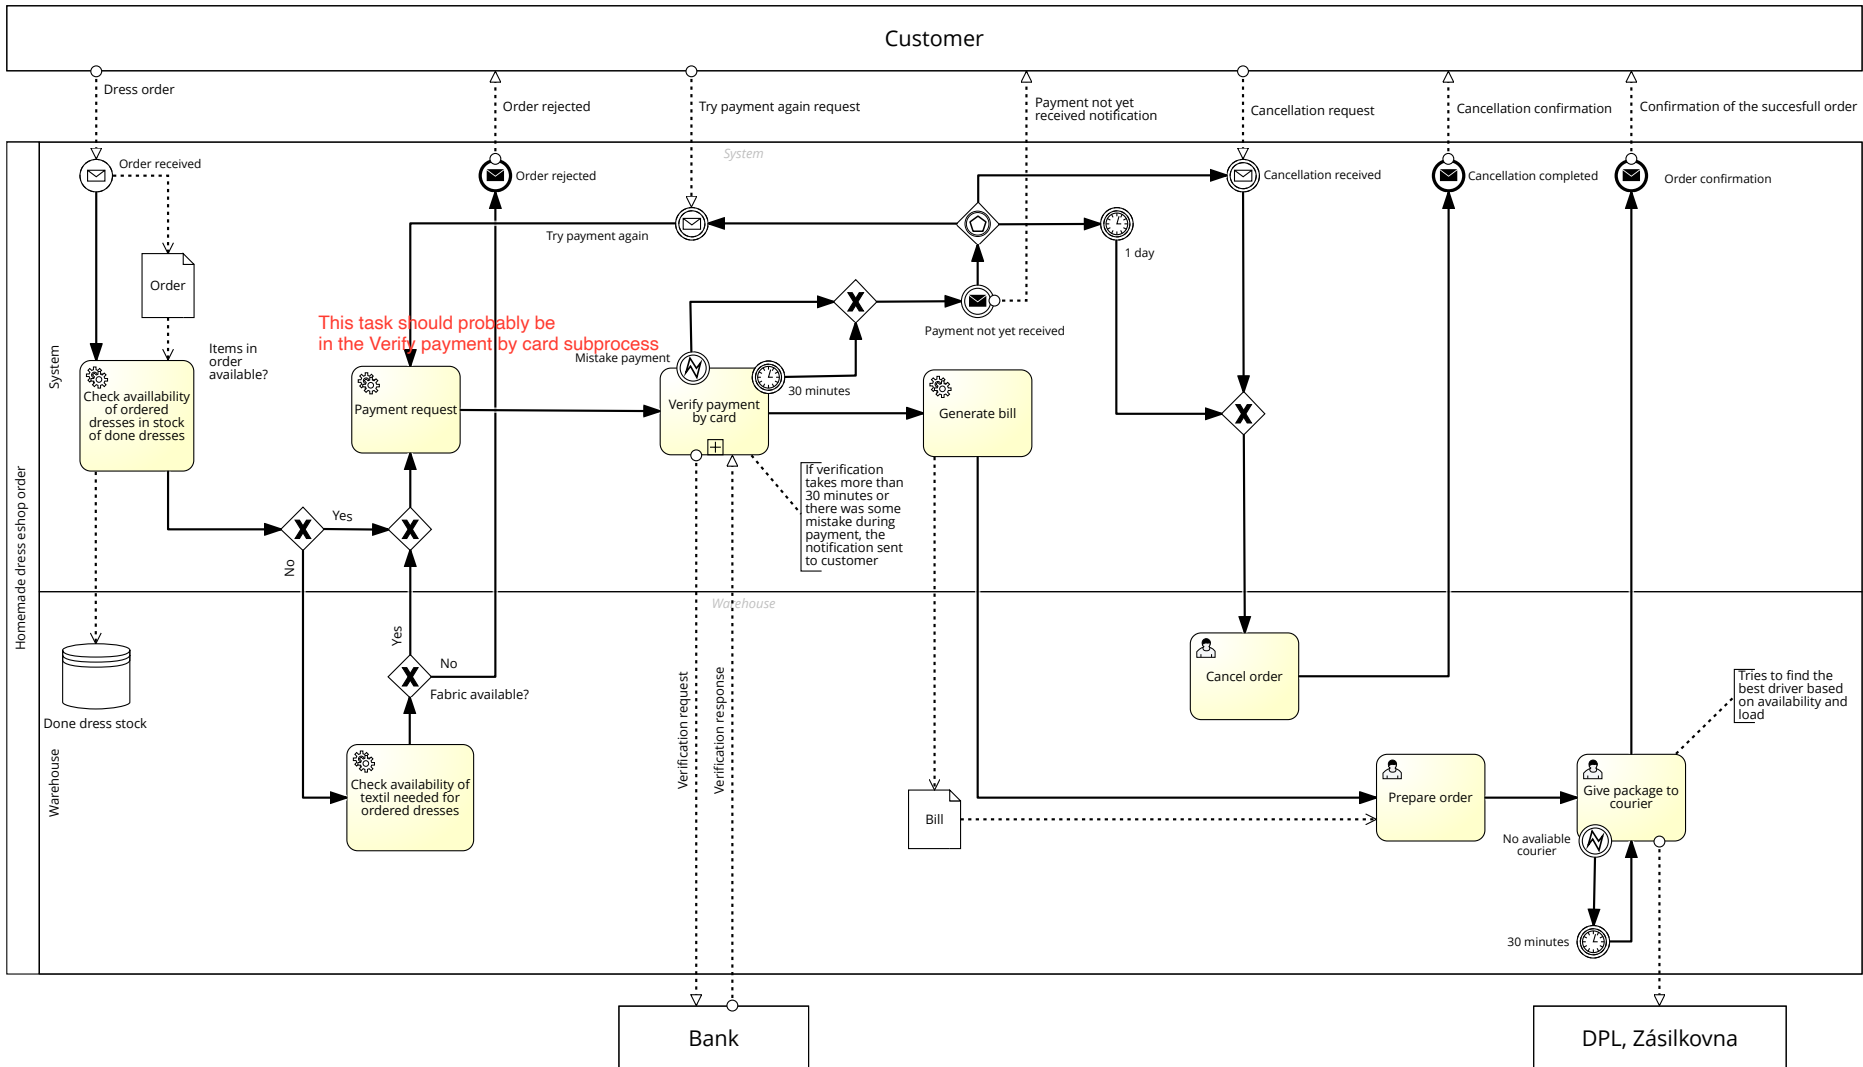 Customer
Dress order
Order rejected
Try payment again request
Payment not yet
received notification
Cancellation request
Cancellation confirmation
Confirmation of the succesfull order
System
Order received
Order rejected
Cancellation received
Cancellation completed
Order confirmation
Try payment again
1 day
Order
Payment not yet received
This task should probably be
in the Verify payment by card subprocess
Items in
order
available?
System
Mistake payment
30 minutes
Check availlability
of ordered
dresses in stock
of done dresses
Payment request
Verify payment
by card
Generate bill
If verification
takes more than
30 minutes or
there was some
mistake during
payment, the
notification sent
to customer
Yes
No
Homemade dress eshop order
Warehouse
Yes
No
Fabric available?
Cancel order
Tries to find the
best driver based
on availability and
load
Done dress stock
Verification request
Verification response
Warehouse
Check availability of
textil needed for
ordered dresses
Bill
Prepare order
Give package to
courier
No avaliable
courier
30 minutes
Bank
DPL, Zásilkovna